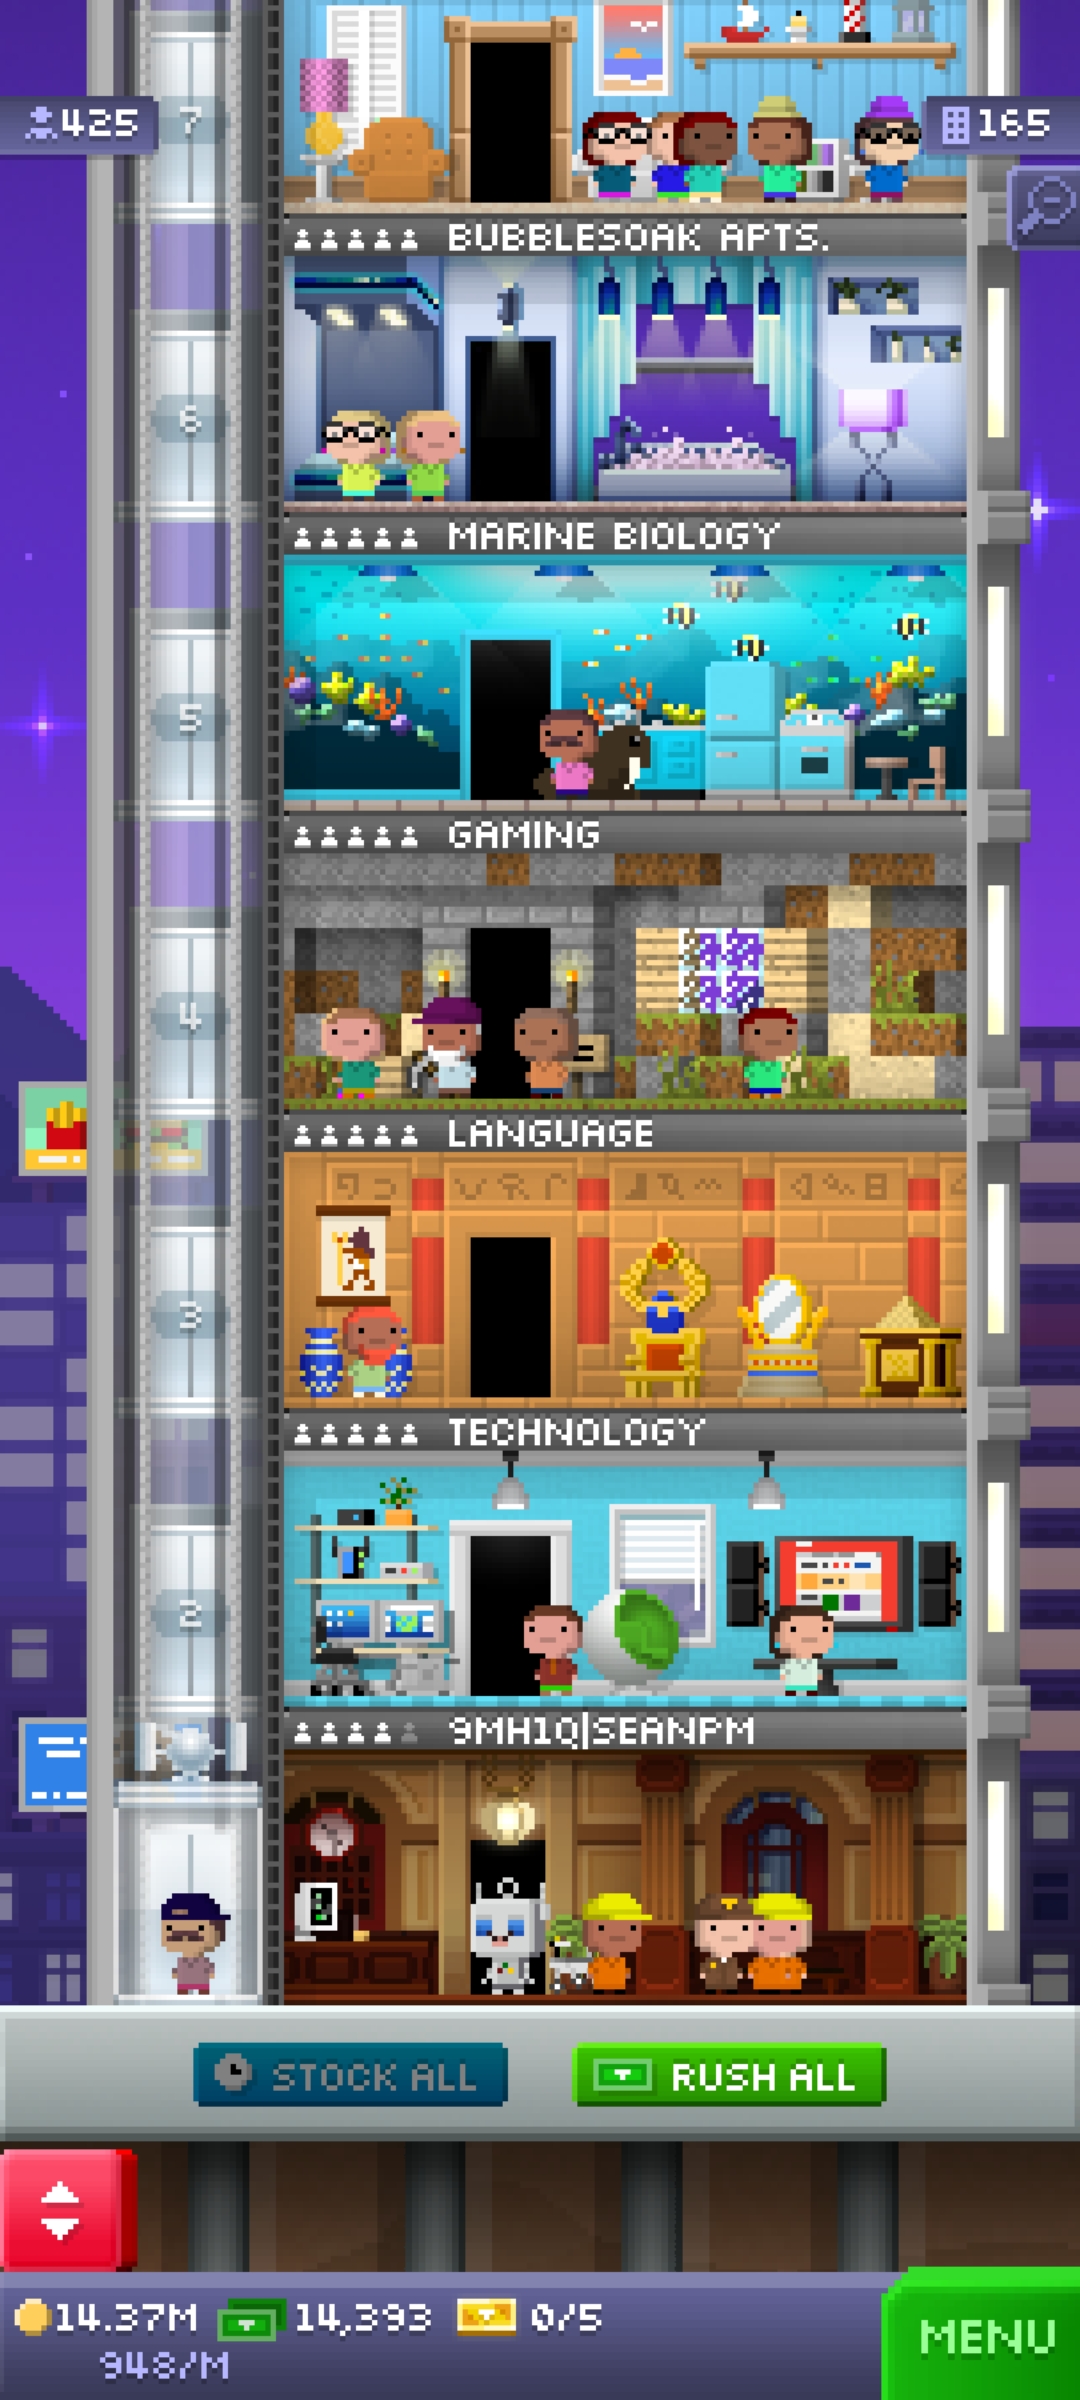 7
425
165
BUBBLESOAK APTS.
6
MARINE BIOLOGY
5
GAMING
4
LANGUAGE
3
TECHNOLOGY
2
9MH1Q|SEANPM
STOCK ALL
RUSH ALL
14.37M
14,393
0/5
948/M
MENU